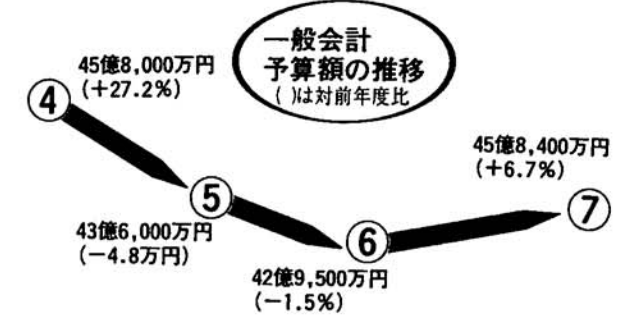 一般会計
予算額の推移
( )は対前年度比
④
45億8,000万円
(+27.2%)
⑤
43億6,000万円
(−4.8万円)
⑥
42億9,500万円
(−1.5%)
⑦
45億8,400万円
(+6.7%)